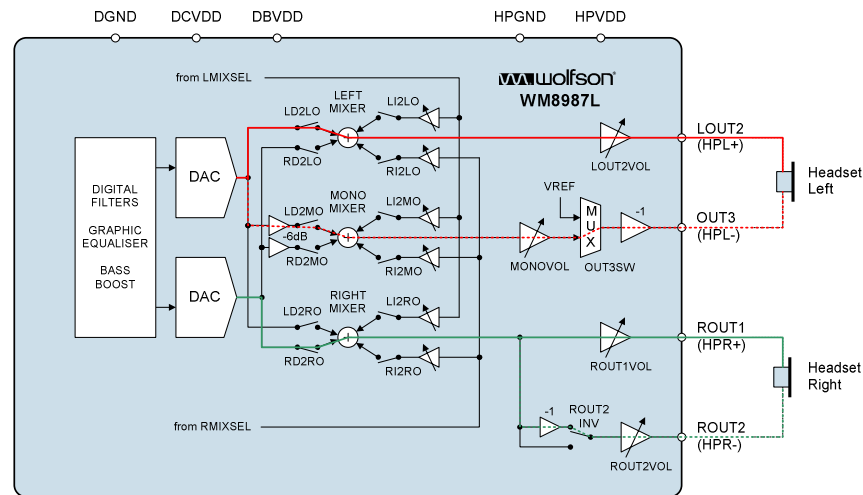 DGND DCVDD DBVDD HPGND HPVDD
from LMIXSEL
wolfson®
WM8987L
LEFT
MIXER
LD2LO
LI2LO
LOUT2
(HPL+)
RD2LO
RI2LO
LOUT2VOL
DAC
Headset
Left
DIGITAL
FILTERS
GRAPHIC
EQUALISER
BASS
BOOST
LD2MO
MONO
MIXER
LI2MO
VREF
MUX
-1
OUT3
(HPL-)
-6dB
RD2MO
RI2MO
MONOVOL
OUT3SW
DAC
RIGHT
MIXER
LD2RO
LI2RO
ROUT1
(HPR+)
RD2RO
RI2RO
ROUT1VOL
Headset
Right
from RMIXSEL
-1
ROUT2
INV
ROUT2
(HPR-)
ROUT2VOL